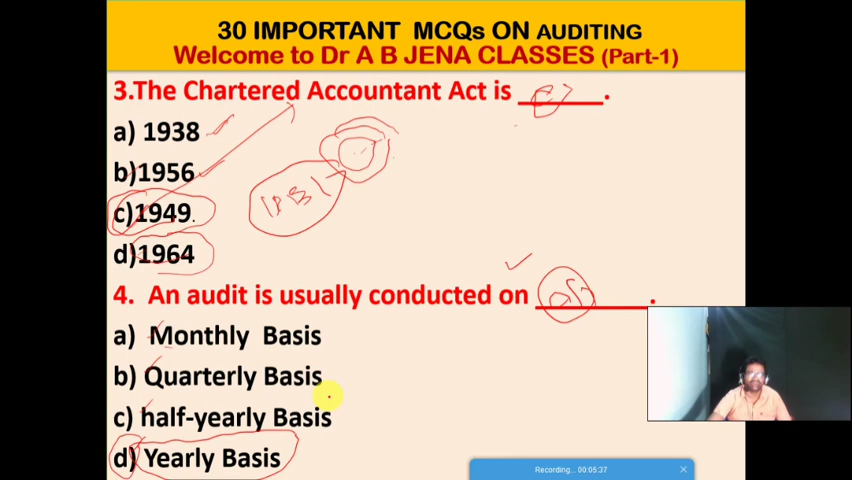 30 IMPORTANT MCQs ON AUDITING
Welcome to Dr A B JENA CLASSES (Part-1)
3.The Chartered Accountant Act is ________.
a) 1938
b)1956
c)1949.
d)1964
4. An audit is usually conducted on ________.
a) Monthly Basis
b) Quarterly Basis
c) half-yearly Basis
d) Yearly Basis
Recording... 00:05:37